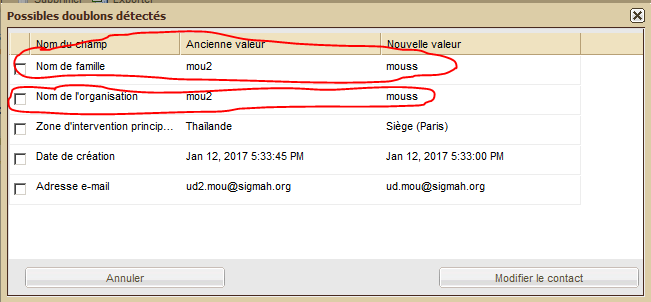 Supprimer Exporter
Possibles doublons détectés
Nom du champ Ancienne valeur Nouvelle valeur
Nom de famille mou2 mouss
Nom de l'organisation mou2 mouss
Zone d'intervention princip... Thaïlande Siège (Paris)
Date de création Jan 12, 2017 5:33:45 PM Jan 12, 2017 5:33:00 PM
Adresse e-mail ud2.mou@sigmah.org ud.mou@sigmah.org
Annuler Modifier le contact